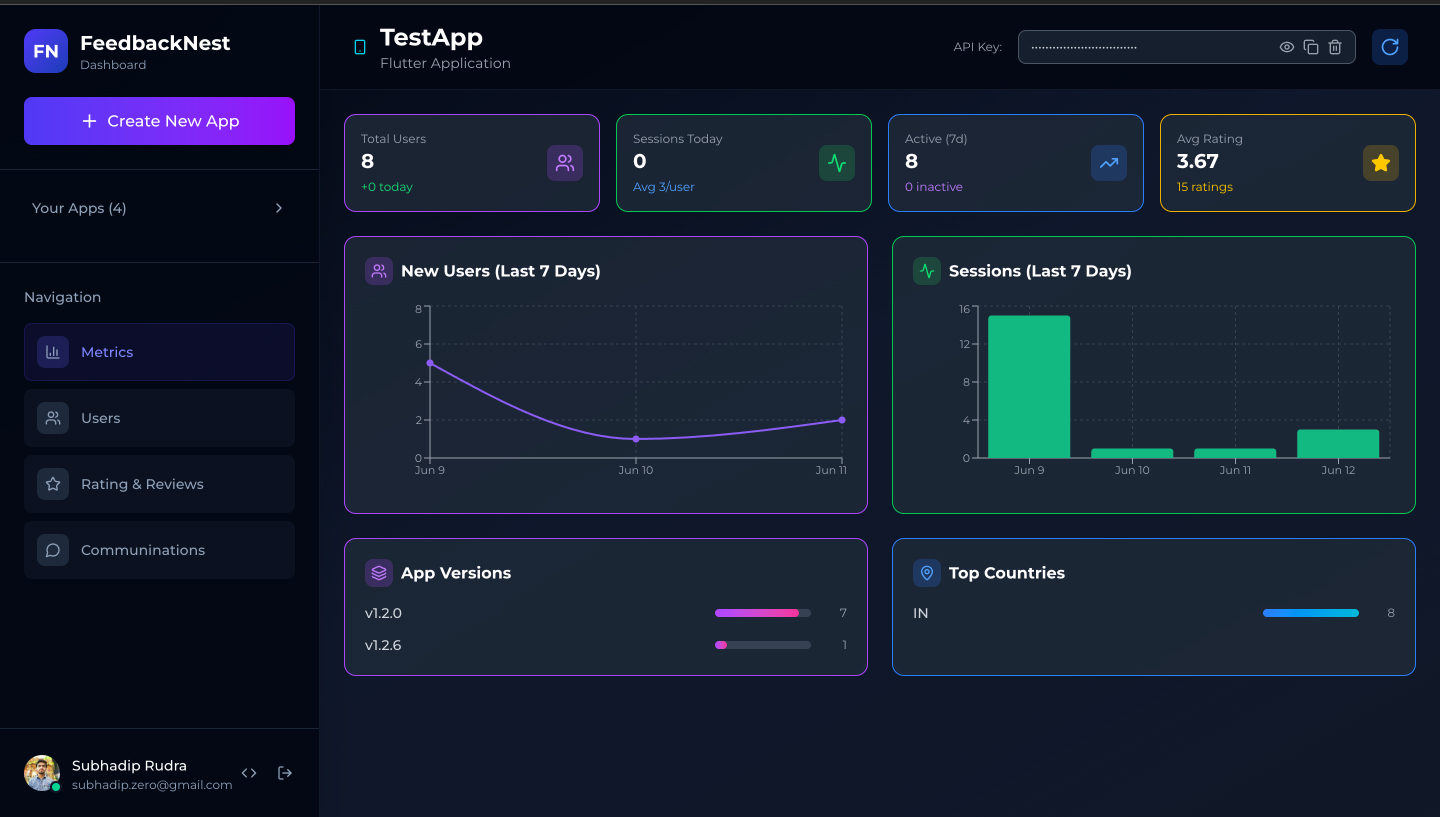 FN
FeedbackNest
Dashboard
Create New App
Your Apps (4)
Navigation
Metrics
Users
Rating & Reviews
Communinations
Subhadip Rudra
subhadip.zero@gmail.com
TestApp
Flutter Application
API Key:
Total Users
8
+0 today
Sessions Today
0
Avg 3/user
Active (7d)
8
0 inactive
Avg Rating
3.67
15 ratings
New Users (Last 7 Days)
8
6
4
2
0
Jun 9 Jun 10 Jun 11
Sessions (Last 7 Days)
16
12
8
4
0
Jun 9 Jun 10 Jun 11 Jun 12
App Versions
v1.2.0 7
v1.2.6 1
Top Countries
IN 8